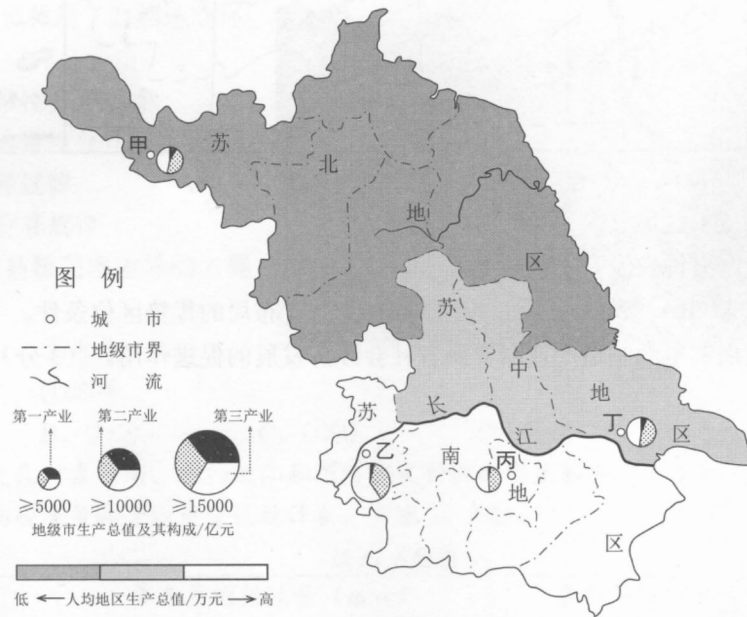 甲
苏
北
地
区
图 例
城 市
地级市界
河 流
第一产业 第二产业 第三产业
≥5000 ≥10000 ≥15000
地级市生产总值及其构成/亿元
低 ←人均地区生产总值/万元→高
苏
中
地
区
长
江
丁
苏
南
地
区
乙
丙